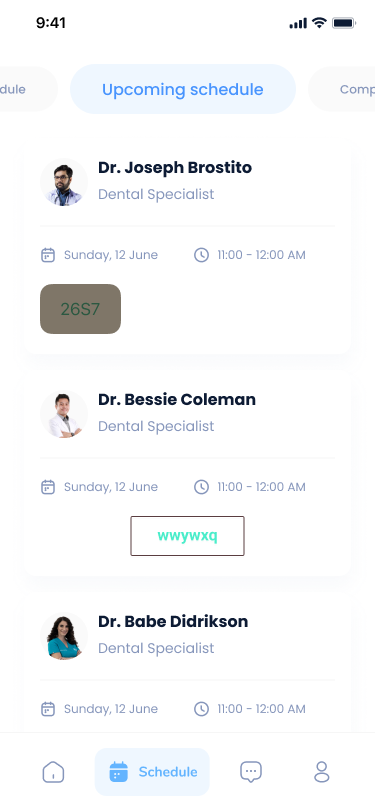 9:41
dule
Upcoming schedule
Comp
Dr. Joseph Brostito
Dental Specialist
Sunday, 12 June
11:00 - 12:00 AM
26S7
Dr. Bessie Coleman
Dental Specialist
Sunday, 12 June
11:00 - 12:00 AM
wwywxq
Dr. Babe Didrikson
Dental Specialist
Sunday, 12 June
11:00 - 12:00 AM
Schedule